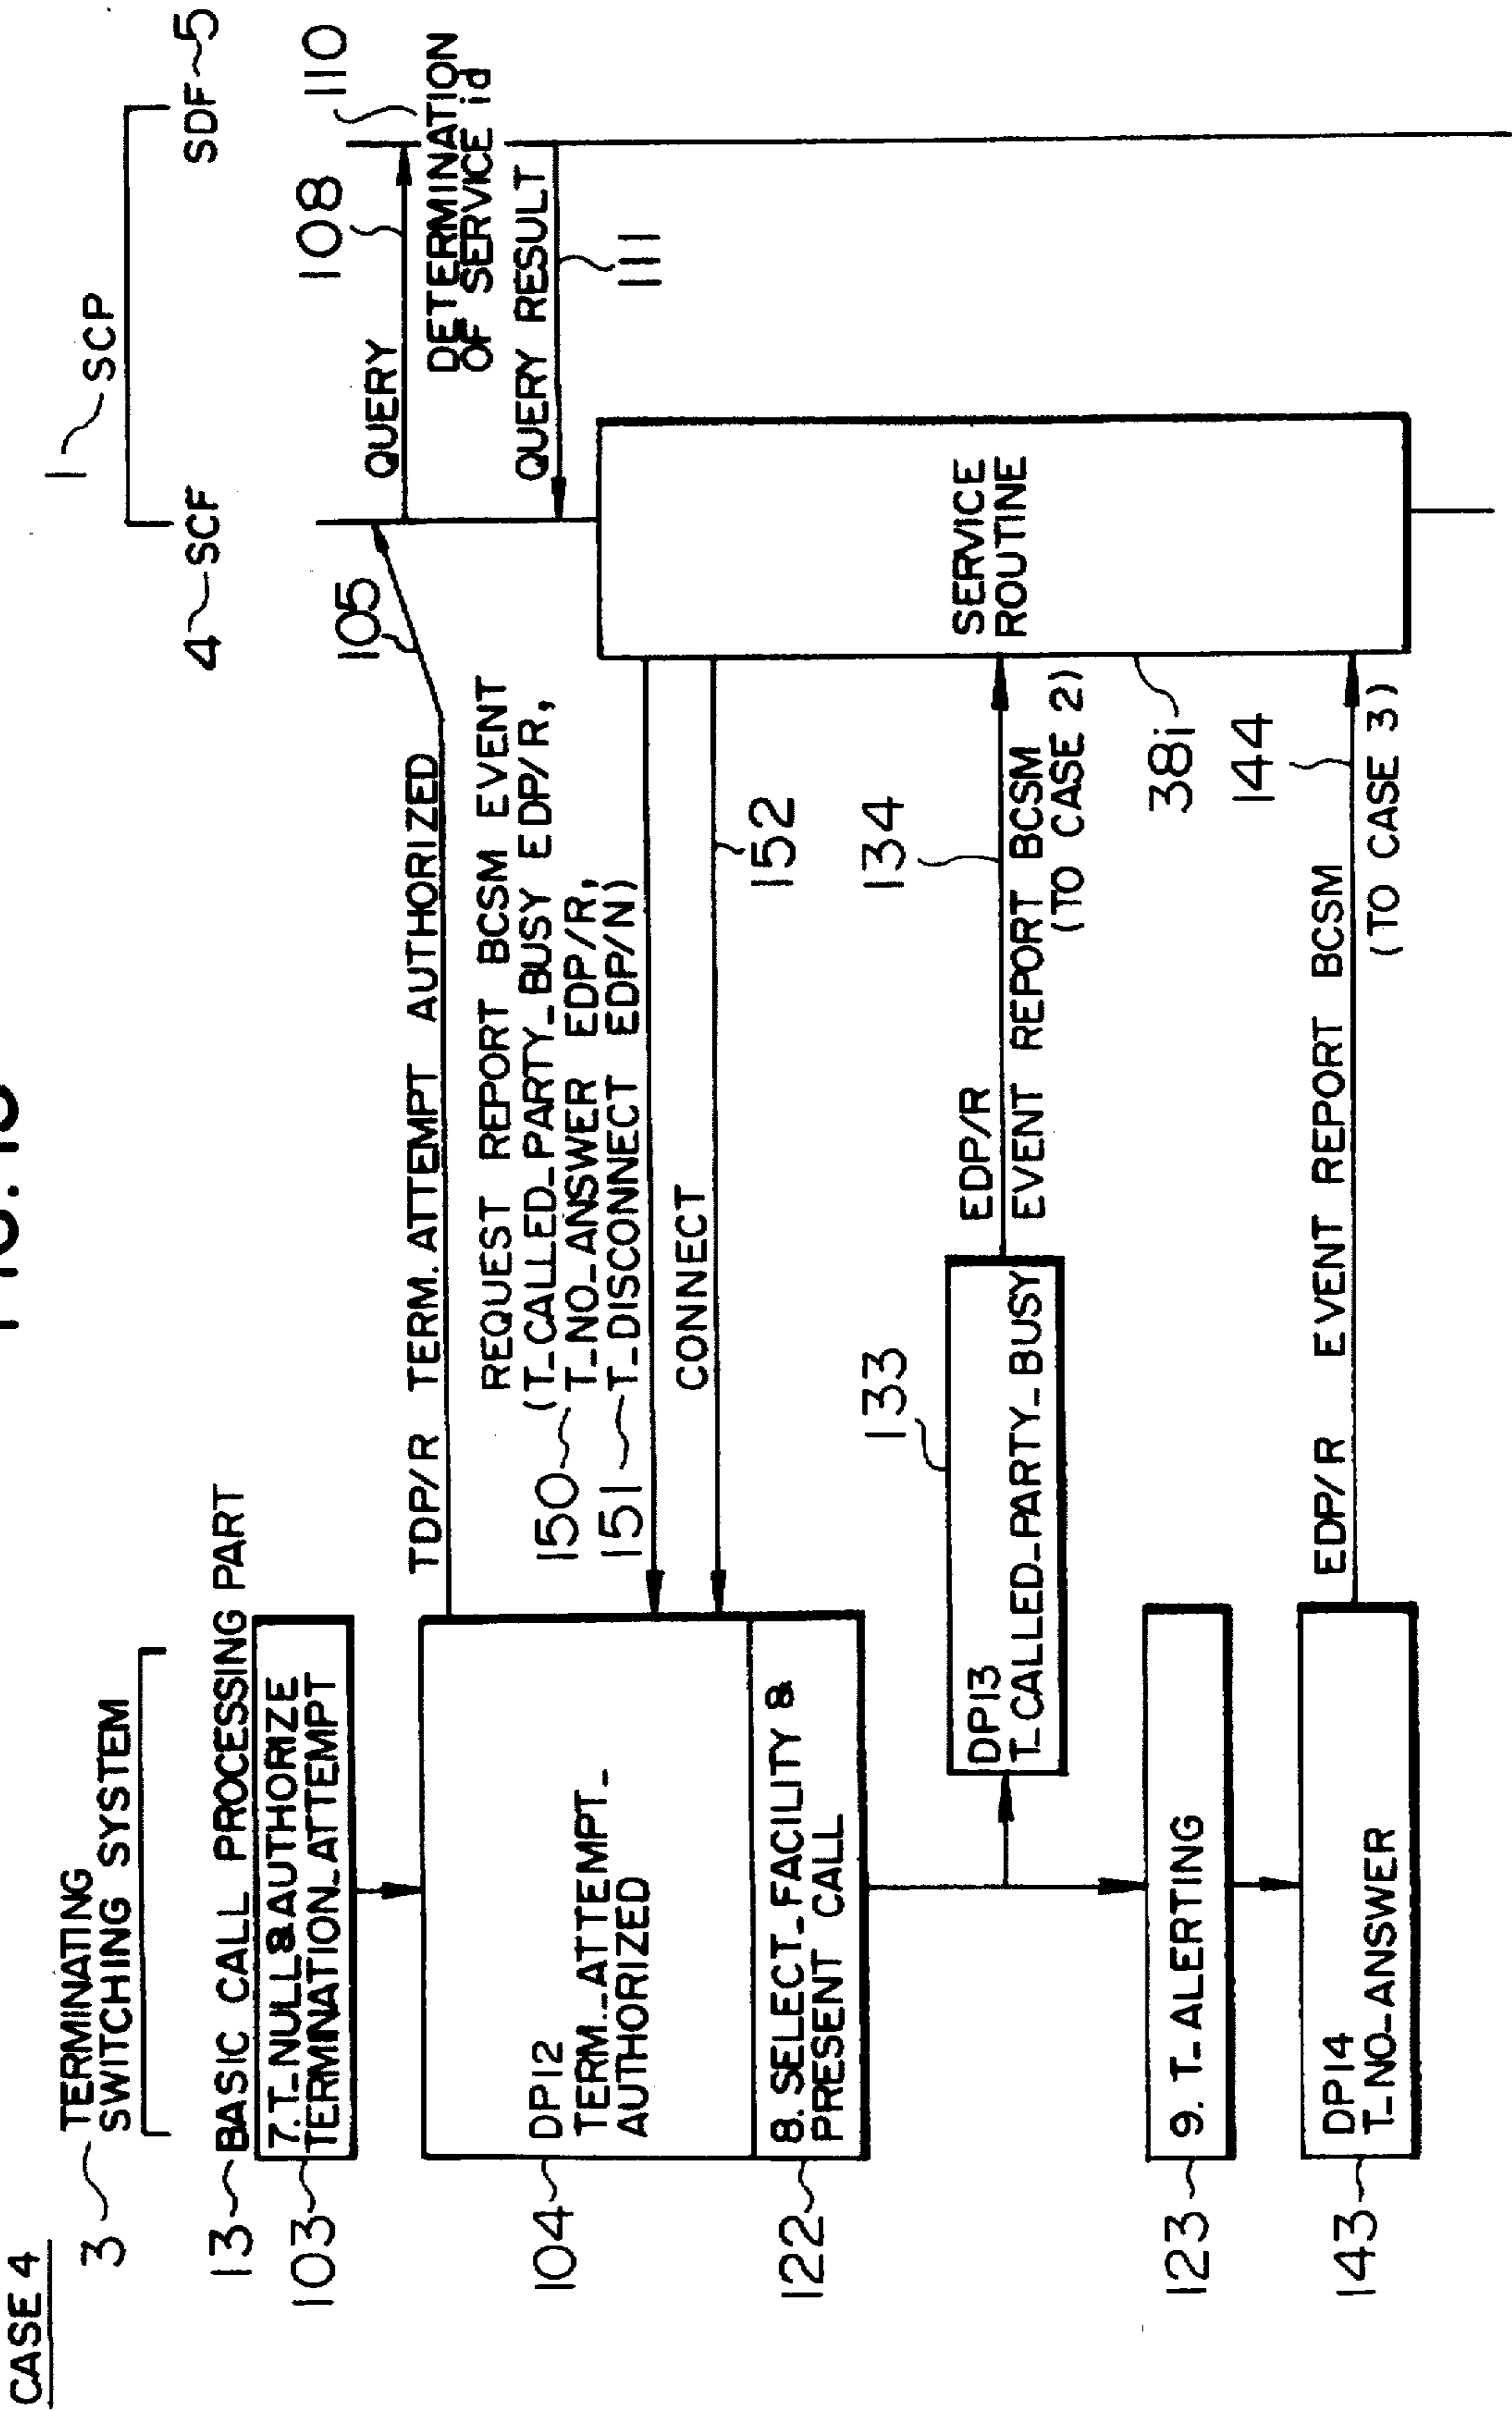 CASE 4
1
SCP
3
TERMINATING
SWITCHING SYSTEM
4
SCF
SDF
5
13
BASIC CALL PROCESSING PART
103
7. T_NULL & AUTHORIZE
TERMINATION_ATTEMPT
TDP/R TERM. ATTEMPT AUTHORIZED
105
QUERY
108
110
DETERMINATION
OF SERVICE id
QUERY RESULT
111
104
DP12
TERM._ATTEMPT_
AUTHORIZED
REQUEST REPORT BCSM EVENT
(T_CALLED_PARTY_BUSY EDP/R,
150
T_NO_ANSWER EDP/R,
151
T_DISCONNECT EDP/N)
CONNECT
152
122
8. SELECT_FACILITY &
PRESENT CALL
133
DP13
T_CALLED_PARTY_BUSY
EDP/R
134
EVENT REPORT BCSM
(TO CASE 2)
SERVICE
ROUTINE
38i
123
9. T_ALERTING
143
DP14
T_NO_ANSWER
EDP/R EVENT REPORT BCSM
144
(TO CASE 3)